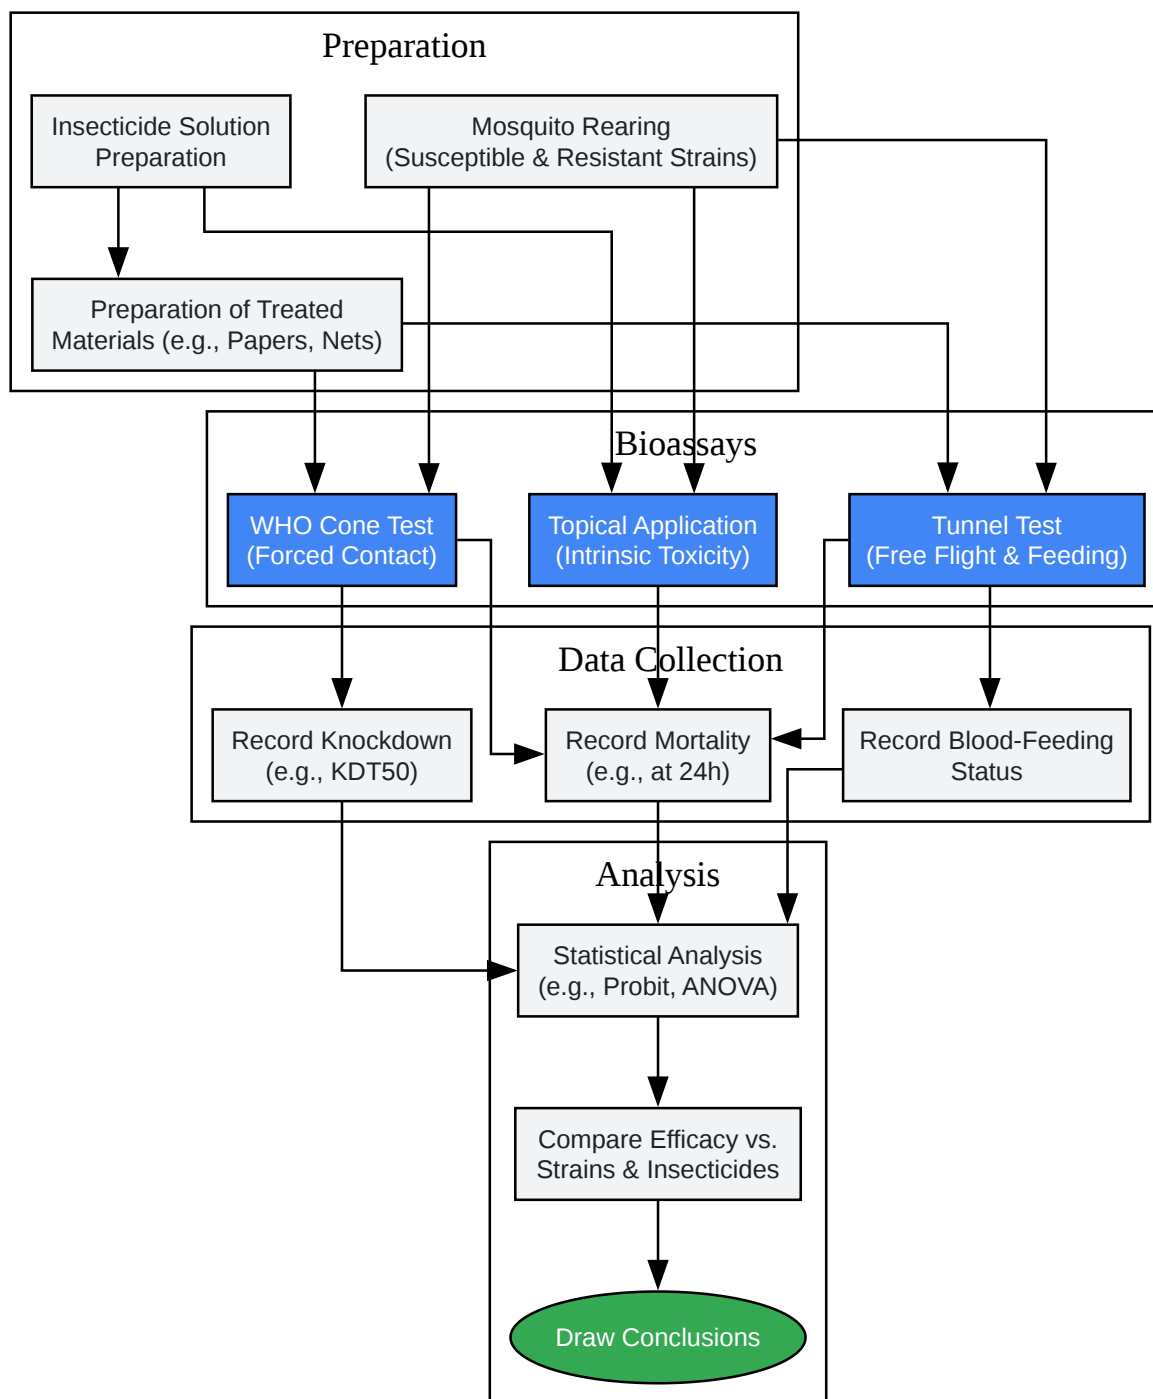 Preparation
Insecticide Solution
Preparation
Mosquito Rearing
(Susceptible & Resistant Strains)
Preparation of Treated
Materials (e.g., Papers, Nets)
Bioassays
WHO Cone Test
(Forced Contact)
Topical Application
(Intrinsic Toxicity)
Tunnel Test
(Free Flight & Feeding)
Data Collection
Record Knockdown
(e.g., KDT50)
Record Mortality
(e.g., at 24h)
Record Blood-Feeding
Status
Analysis
Statistical Analysis
(e.g., Probit, ANOVA)
Compare Efficacy vs.
Strains & Insecticides
Draw Conclusions